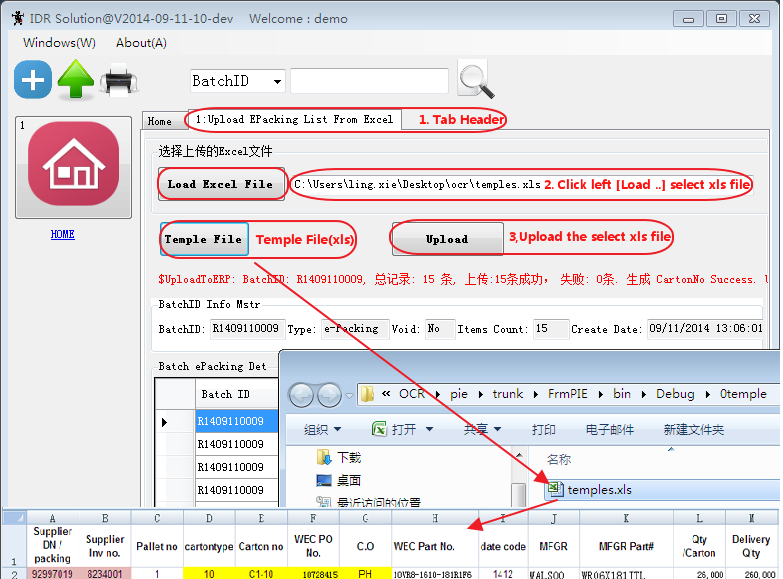 IDR Solution@V2014-09-11-10-dev Welcome : demo
Windows(W) About(A)
BatchID
1
HOME
Home 1:Upload EPacking List From Excel 1. Tab Header
选择上传的Excel文件
Load Excel File C:\Users\ling.xie\Desktop\ocr\temples.xls 2. Click left [Load ..] select xls file
Temple File Temple File(xls) Upload 3,Upload the select xls file
$UploadToERP: BatchID: R1409110009, 总记录: 15 条, 上传:15条成功, 失败: 0条. 生成 CartonNo Success.
BatchID Info Mstr
BatchID: R1409110009 Type: e-Packing Void: No Items Count: 15 Create Date: 09/11/2014 13:06:01
Batch ePacking Det
Batch ID
R1409110009
R1409110009
R1409110009
R1409110009
« OCR pie trunk FrmPIE bin Debug 0temple
组织 打开 共享 打印 电子邮件 新建文件夹
下载
桌面
最近访问的位置
名称
temples.xls
A B C D E F G H I J K L M
1 Supplier DN / packing Supplier Inv no. Pallet no cartontype Carton no WEC PO No. C.O WEC Part No. date code MFGR MFGR Part# Qty /Carton Delivery Qty
2 92997019 8234001 1 10 C1-10 10728415 PH 10VR8-1610-181R1F6 1412 WALSOO WR06X181TTL 26,000 260,000